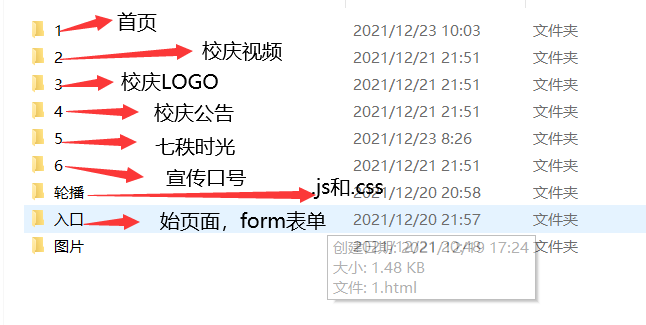 1 首页 2021/12/23 10:03 文件夹
2 校庆视频 2021/12/21 21:51 文件夹
3 校庆LOGO 2021/12/21 21:51 文件夹
4 校庆公告 2021/12/21 21:51 文件夹
5 七秩时光 2021/12/23 8:26 文件夹
6 宣传口号 2021/12/21 21:51 文件夹
轮播 .js和.css 2021/12/20 20:58 文件夹
入口 始页面，form表单 2021/12/20 21:57 文件夹
图片 文件夹
创建日期: 17:24
大小: 1.48 KB
文件: 1.html